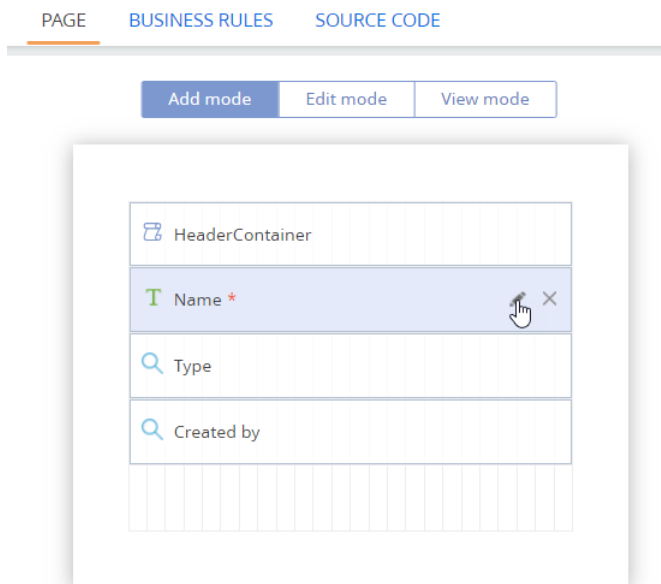 PAGE BUSINESS RULES SOURCE CODE
Add mode Edit mode View mode
HeaderContainer
T Name *
Type
Created by